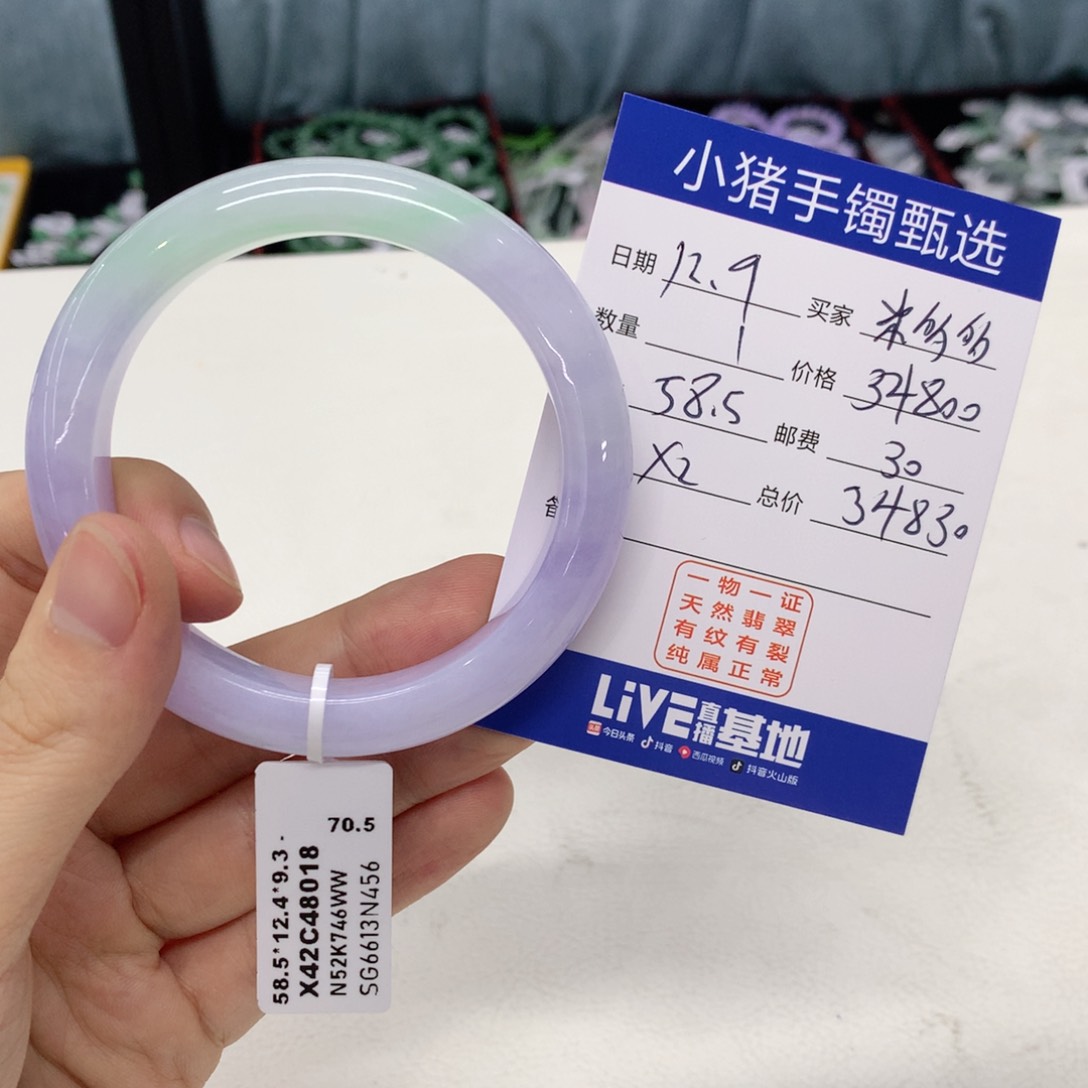 小猪手镯甄选
日期 12.9 买家 米多多
数量 1 价格 34800
58.5 邮费 30
X2 总价 34830
一物一证
天然翡翠
有纹有裂
纯属正常
LiVE直播基地
今日头条 抖音 西瓜视频 抖音火山版
70.5
58.5*12.4*9.3
X42C48018
N52K746WW
SG6613N456